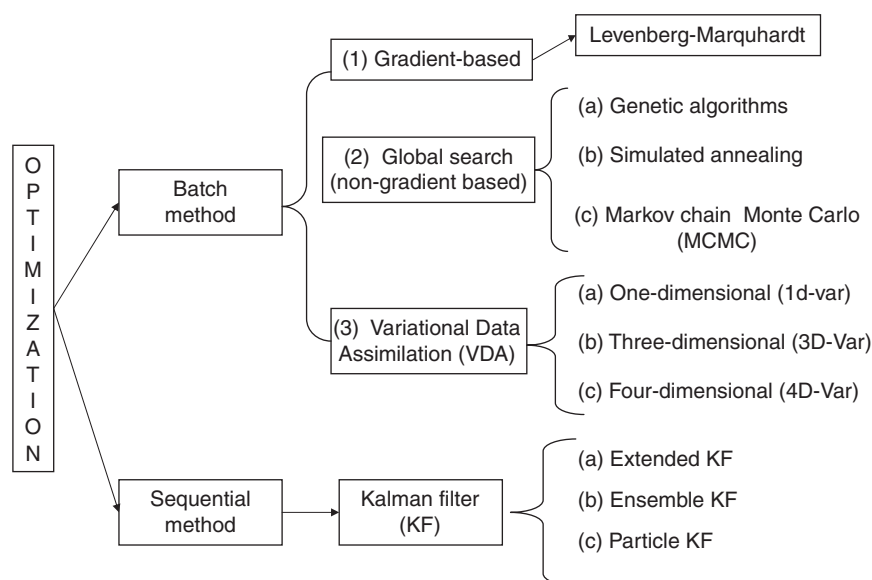 OPTIMIZATION
Batch
method
Sequential
method
(1) Gradient-based
Levenberg-Marquhardt
(2) Global search
(non-gradient based)
(a) Genetic algorithms
(b) Simulated annealing
(c) Markov chain Monte Carlo
(MCMC)
(3) Variational Data
Assimilation (VDA)
(a) One-dimensional (1d-var)
(b) Three-dimensional (3D-Var)
(c) Four-dimensional (4D-Var)
Kalman filter
(KF)
(a) Extended KF
(b) Ensemble KF
(c) Particle KF